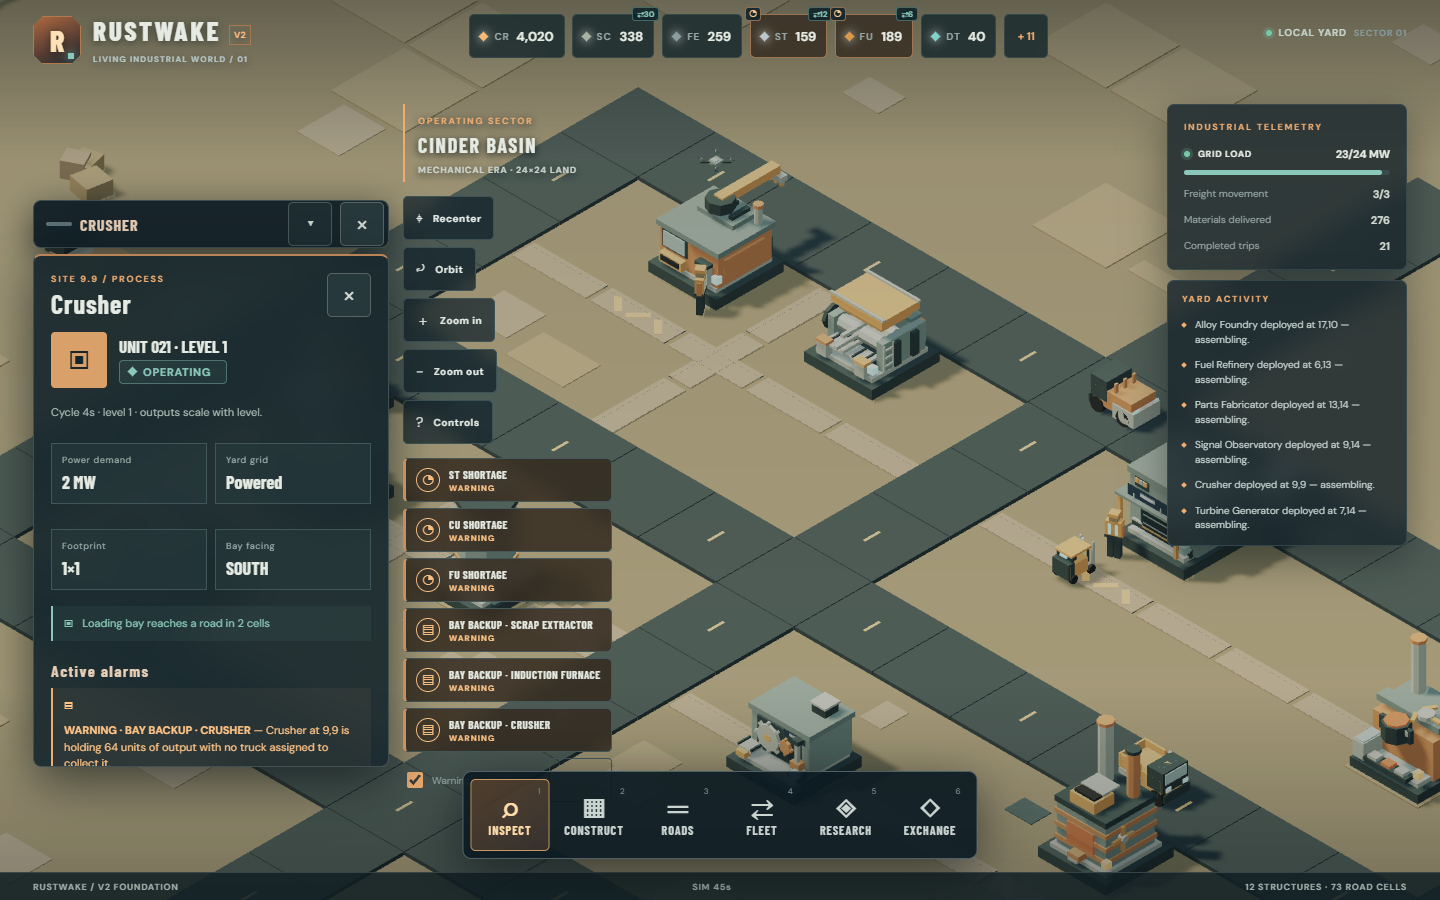 R
RUSTWAKE V2
LIVING INDUSTRIAL WORLD / 01
CR 4,020
⇄30
SC 338
FE 259
⇄12
ST 159
⇄6
FU 189
DT 40
+ 11
LOCAL YARD SECTOR 01
OPERATING SECTOR
CINDER BASIN
MECHANICAL ERA · 24×24 LAND
CRUSHER
SITE 9.9 / PROCESS
Crusher
UNIT 021 · LEVEL 1
OPERATING
Cycle 4s · level 1 · outputs scale with level.
Power demand
2 MW
Yard grid
Powered
Footprint
1×1
Bay facing
SOUTH
Loading bay reaches a road in 2 cells
Active alarms
WARNING · BAY BACKUP · CRUSHER — Crusher at 9,9 is
holding 64 units of output with no truck assigned to
collect it.
Recenter
Orbit
+ Zoom in
− Zoom out
? Controls
ST SHORTAGE
WARNING
CU SHORTAGE
WARNING
FU SHORTAGE
WARNING
BAY BACKUP · SCRAP EXTRACTOR
WARNING
BAY BACKUP · INDUCTION FURNACE
WARNING
BAY BACKUP · CRUSHER
WARNING
INDUSTRIAL TELEMETRY
GRID LOAD 23/24 MW
Freight movement 3/3
Materials delivered 276
Completed trips 21
YARD ACTIVITY
Alloy Foundry deployed at 17,10 —
assembling.
Fuel Refinery deployed at 6,13 —
assembling.
Parts Fabricator deployed at 13,14 —
assembling.
Signal Observatory deployed at 9,14 —
assembling.
Crusher deployed at 9,9 — assembling.
Turbine Generator deployed at 7,14 —
assembling.
1
INSPECT
2
CONSTRUCT
3
ROADS
4
FLEET
5
RESEARCH
6
EXCHANGE
RUSTWAKE / V2 FOUNDATION
SIM 45s
12 STRUCTURES · 73 ROAD CELLS